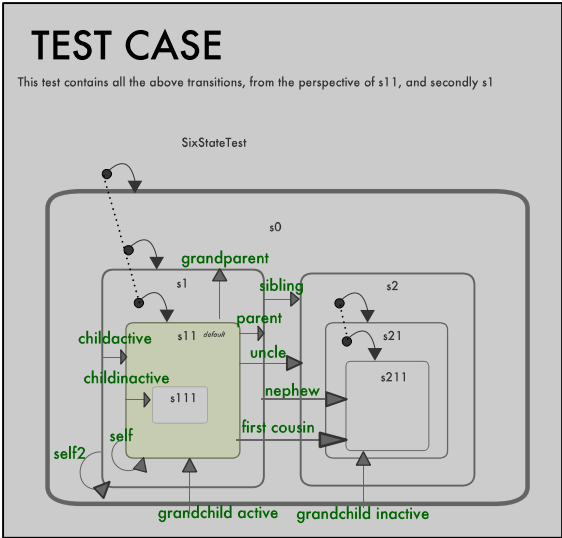 TEST CASE
This test contains all the above transitions, from the perspective of s11, and secondly s1
SixStateTest
s0
grandparent
s1
sibling
s2
parent
s11 default
s21
childactive
uncle
childinactive
s211
nephew
s111
first cousin
self
self2
grandchild active
grandchild inactive